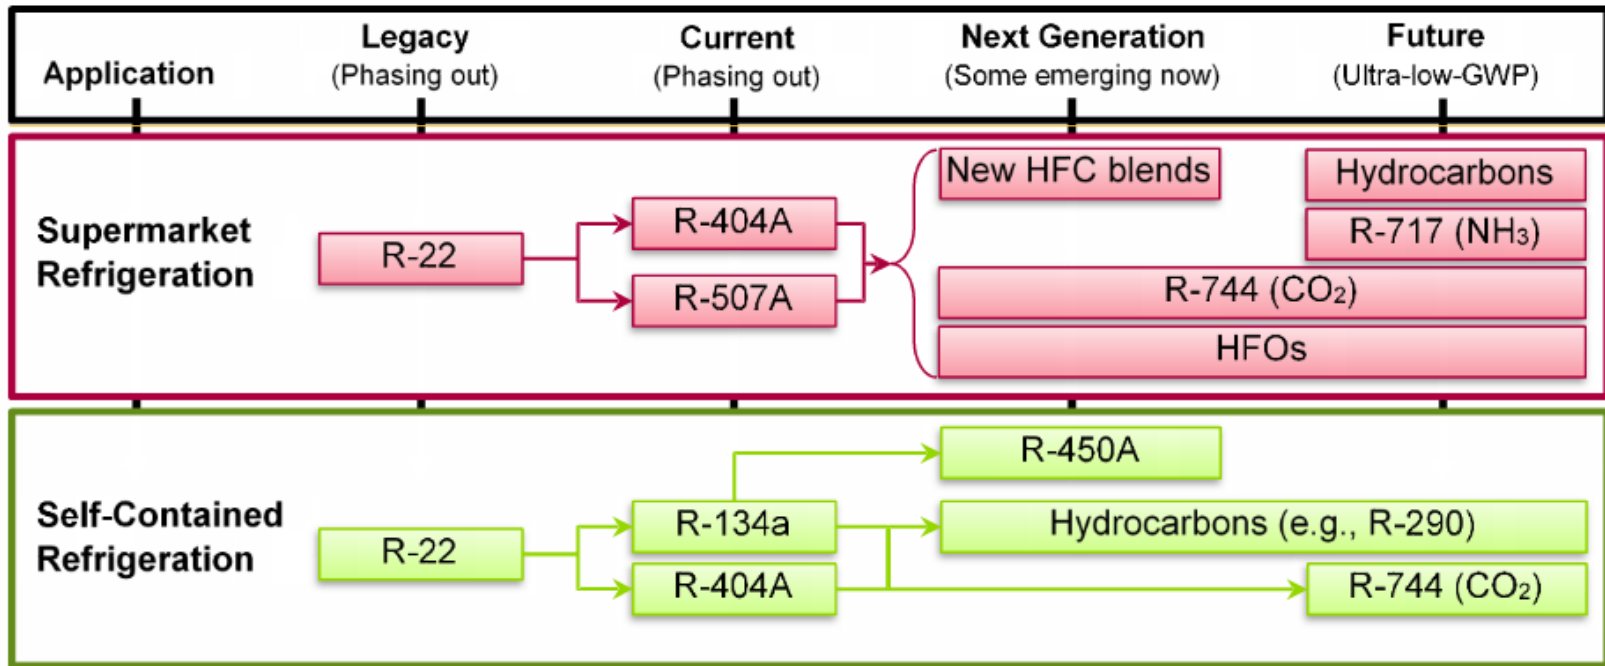 Application
Legacy
(Phasing out)
Current
(Phasing out)
Next Generation
(Some emerging now)
Future
(Ultra-low-GWP)
Supermarket
Refrigeration
R-22
R-404A
R-507A
New HFC blends
Hydrocarbons
R-717 (NH₃)
R-744 (CO₂)
HFOs
Self-Contained
Refrigeration
R-22
R-134a
R-404A
R-450A
Hydrocarbons (e.g., R-290)
R-744 (CO₂)